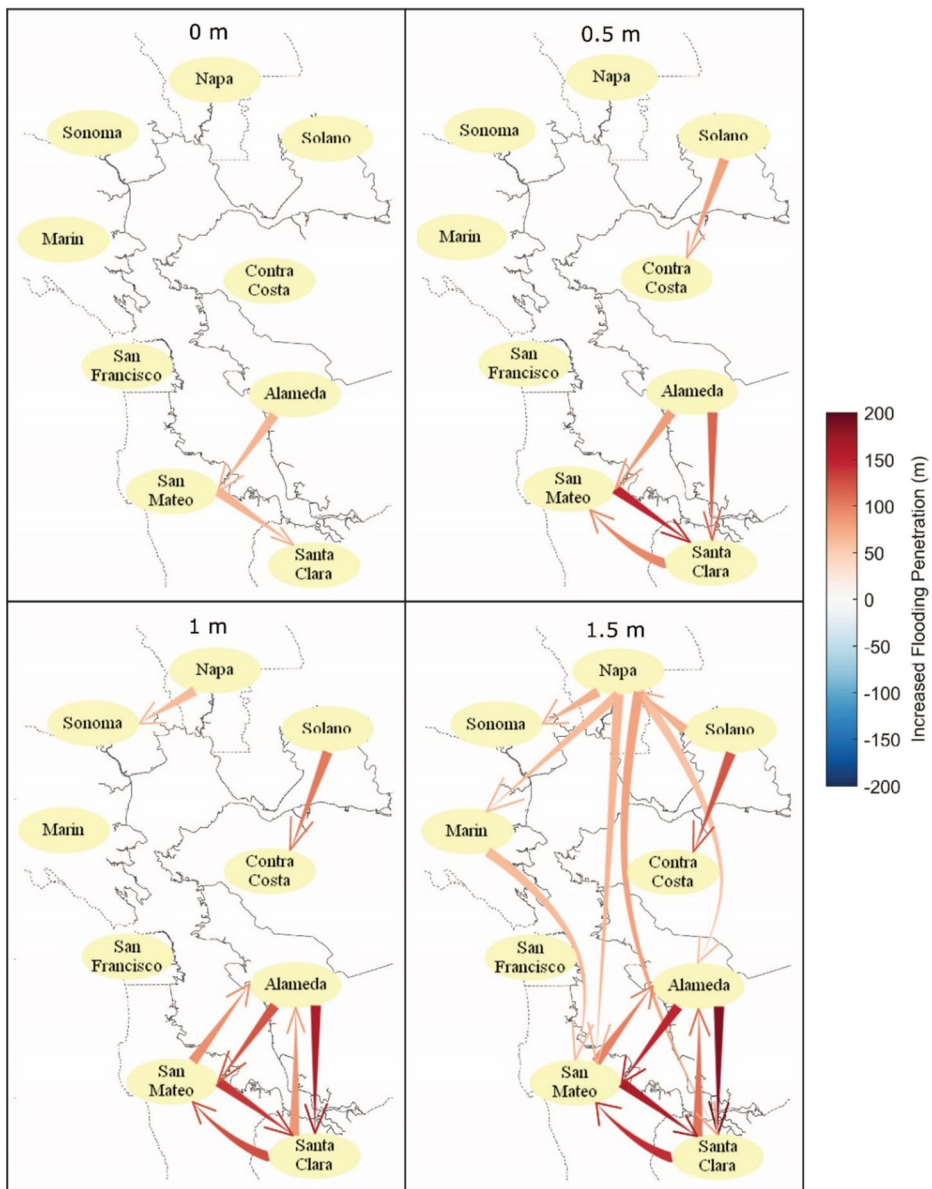 0 m
Napa
Sonoma
Solano
Marin
Contra
Costa
San
Francisco
Alameda
San
Mateo
Santa
Clara
0.5 m
Napa
Sonoma
Solano
Marin
Contra
Costa
San
Francisco
Alameda
San
Mateo
Santa
Clara
1 m
Napa
Sonoma
Solano
Marin
Contra
Costa
San
Francisco
Alameda
San
Mateo
Santa
Clara
1.5 m
Napa
Sonoma
Solano
Marin
Contra
Costa
San
Francisco
Alameda
San
Mateo
Santa
Clara
200
150
100
50
0
-50
-100
-150
-200
Increased Flooding Penetration (m)